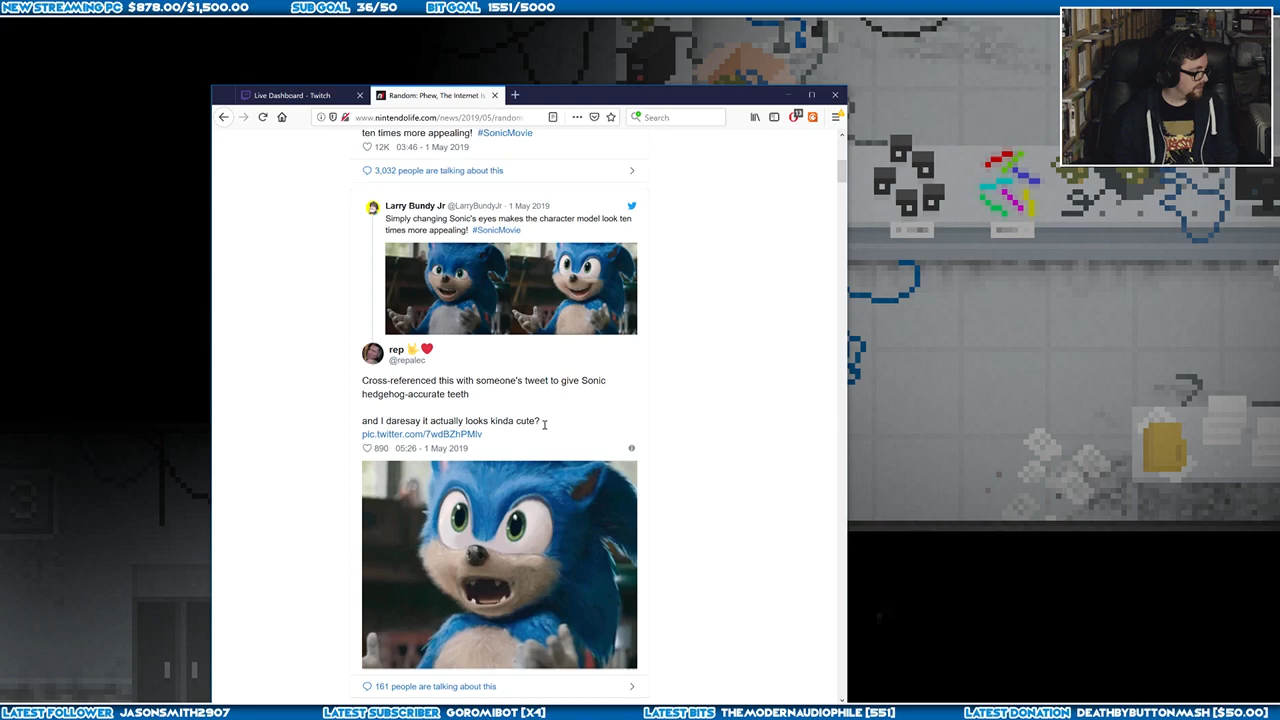 NEW STREAMING PC $878.00/$1,500.00 SUB GOAL 36/50 BIT GOAL 1551/5000
Live Dashboard - Twitch
Random: Phew, The Internet Is
www.nintendolife.com/news/2019/05/random
Search
13
ten times more appealing! #SonicMovie
12K 03:46 - 1 May 2019
3,032 people are talking about this
Larry Bundy Jr @LarryBundyJr · 1 May 2019
Simply changing Sonic's eyes makes the character model look ten
times more appealing! #SonicMovie
rep
@repalec
Cross-referenced this with someone's tweet to give Sonic
hedgehog-accurate teeth
and I daresay it actually looks kinda cute?
pic.twitter.com/7wdBZhPMlv
890 05:26 - 1 May 2019
161 people are talking about this
LATEST FOLLOWER JASONSMITH2907 LATEST SUBSCRIBER GOROMIBOT [X4] LATEST BITS THEMODERNAUDIOPHILE [551] LATEST DONATION DEATHBYBUTTONMASH [$50.00]